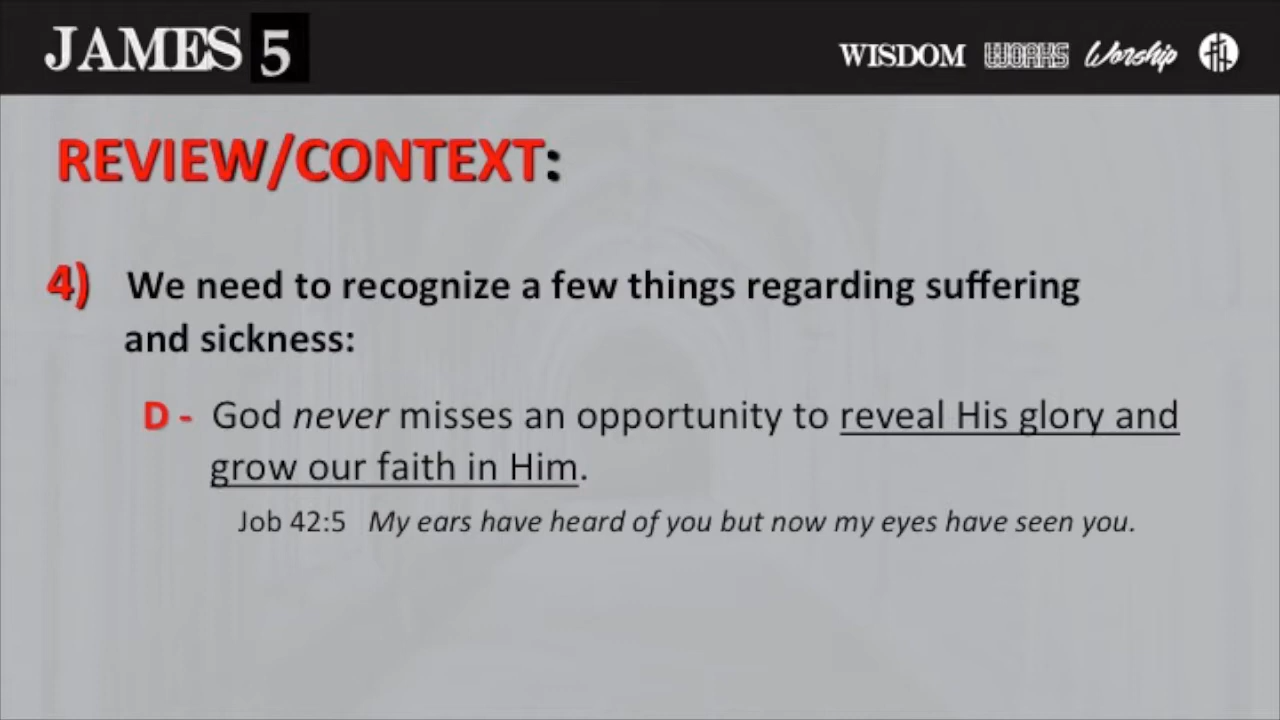 JAMES 5
WISDOM WORKS Worship
REVIEW/CONTEXT:
4) We need to recognize a few things regarding suffering
and sickness:
D - God never misses an opportunity to reveal His glory and
grow our faith in Him.
Job 42:5 My ears have heard of you but now my eyes have seen you.